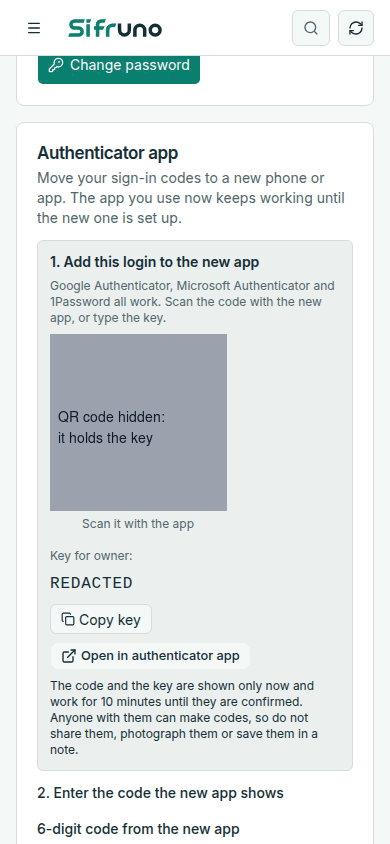 Sifruno
Change password
Authenticator app
Move your sign-in codes to a new phone or
app. The app you use now keeps working until
the new one is set up.
1. Add this login to the new app
Google Authenticator, Microsoft Authenticator and
1Password all work. Scan the code with the new
app, or type the key.
QR code hidden:
it holds the key
Scan it with the app
Key for owner:
REDACTED
Copy key
Open in authenticator app
The code and the key are shown only now and
work for 10 minutes until they are confirmed.
Anyone with them can make codes, so do not
share them, photograph them or save them in a
note.
2. Enter the code the new app shows
6-digit code from the new app